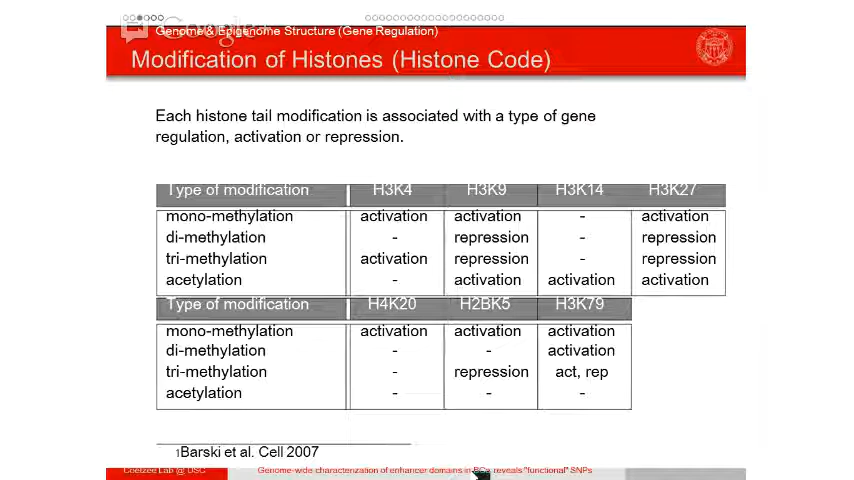 Genome & Epigenome Structure (Gene Regulation)
Modification of Histones (Histone Code)
Each histone tail modification is associated with a type of gene
regulation, activation or repression.
Type of modification H3K4 H3K9 H3K14 H3K27
mono-methylation activation activation - activation
di-methylation - repression - repression
tri-methylation activation repression - repression
acetylation - activation activation activation
Type of modification H4K20 H2BK5 H3K79
mono-methylation activation activation activation
di-methylation - - activation
tri-methylation - repression act, rep
acetylation - - -
1Barski et al. Cell 2007
Coetzee Lab @ USC Genome-wide characterization of enhancer domains in PCa reveals "functional" SNPs